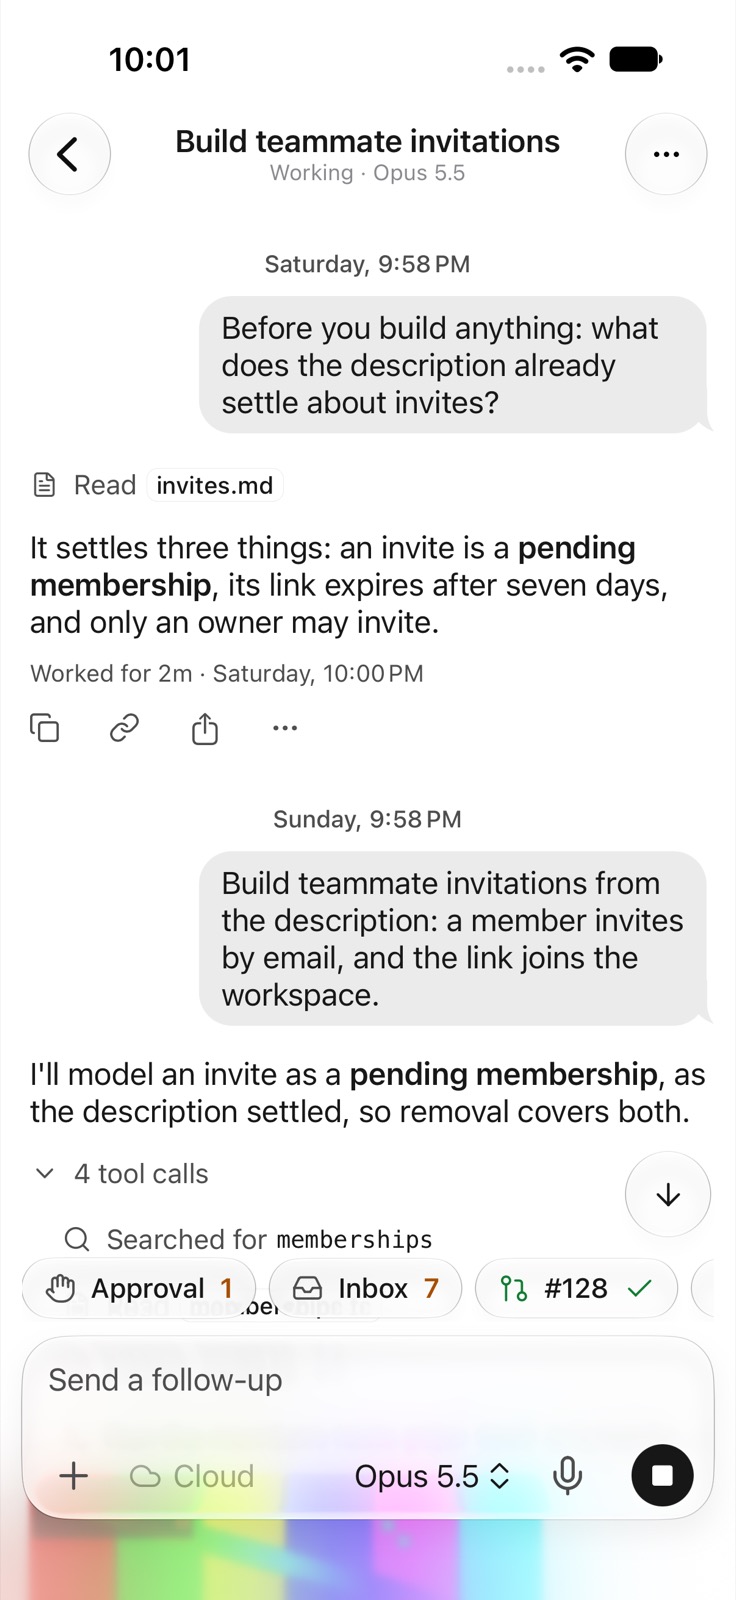 10:01
Build teammate invitations
Working · Opus 5.5
Saturday, 9:58 PM
Before you build anything: what
does the description already
settle about invites?
Read invites.md
It settles three things: an invite is a pending
membership, its link expires after seven days,
and only an owner may invite.
Worked for 2m · Saturday, 10:00 PM
Sunday, 9:58 PM
Build teammate invitations from
the description: a member invites
by email, and the link joins the
workspace.
I'll model an invite as a pending membership, as
the description settled, so removal covers both.
4 tool calls
Searched for memberships
Approval 1
Inbox 7
#128
Send a follow-up
Cloud
Opus 5.5